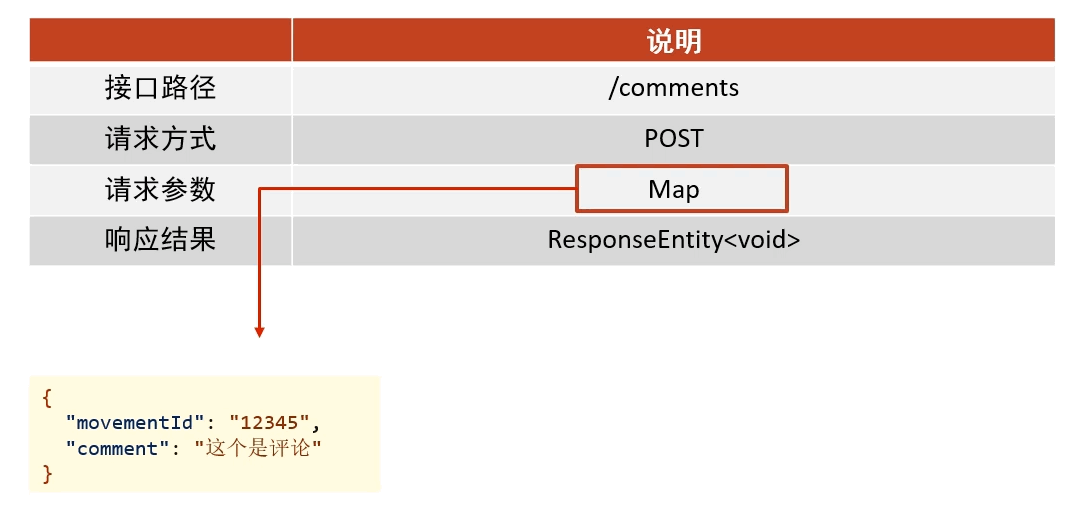 说明
接口路径 /comments
请求方式 POST
请求参数 Map
响应结果 ResponseEntity<void>
{
"movementId": "12345",
"comment": "这个是评论"
}